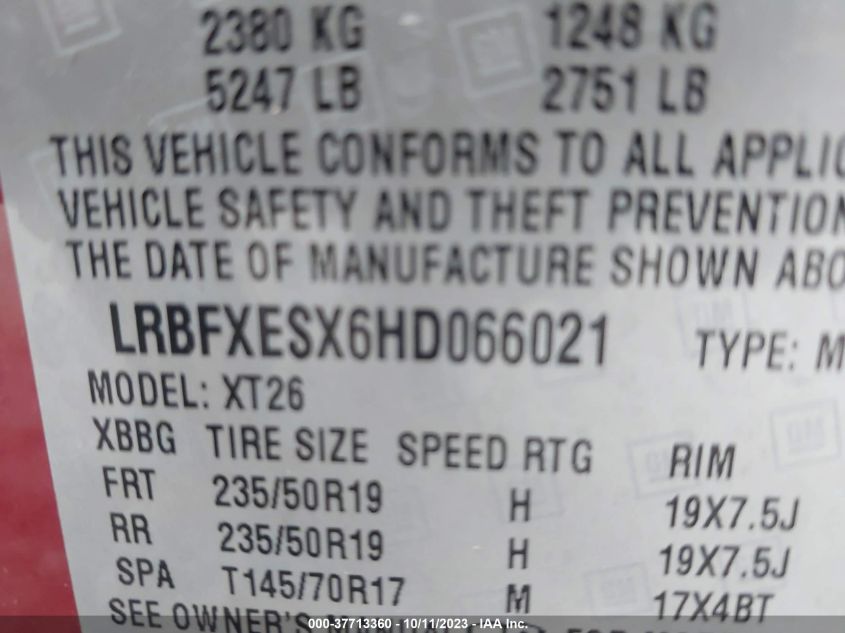 2380 KG 1248 KG
5247 LB 2751 LB
THIS VEHICLE CONFORMS TO ALL APPLIC
VEHICLE SAFETY AND THEFT PREVENTION
THE DATE OF MANUFACTURE SHOWN ABO
LRBFXESX6HD066021 TYPE: M
MODEL: XT26
XBBG TIRE SIZE SPEED RTG RIM
FRT 235/50R19 H 19X7.5J
RR 235/50R19 H 19X7.5J
SPA T145/70R17 M 17X4BT
SEE OWNER'S MANUAL
000-37713360 - 10/11/2023 - IAA Inc.